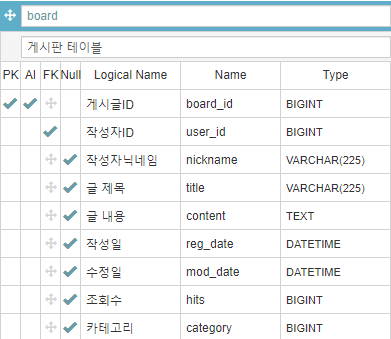 board
게시판 테이블
PK AI FK Null Logical Name Name Type
게시글ID board_id BIGINT
작성자ID user_id BIGINT
작성자닉네임 nickname VARCHAR(225)
글 제목 title VARCHAR(225)
글 내용 content TEXT
작성일 reg_date DATETIME
수정일 mod_date DATETIME
조회수 hits BIGINT
카테고리 category BIGINT